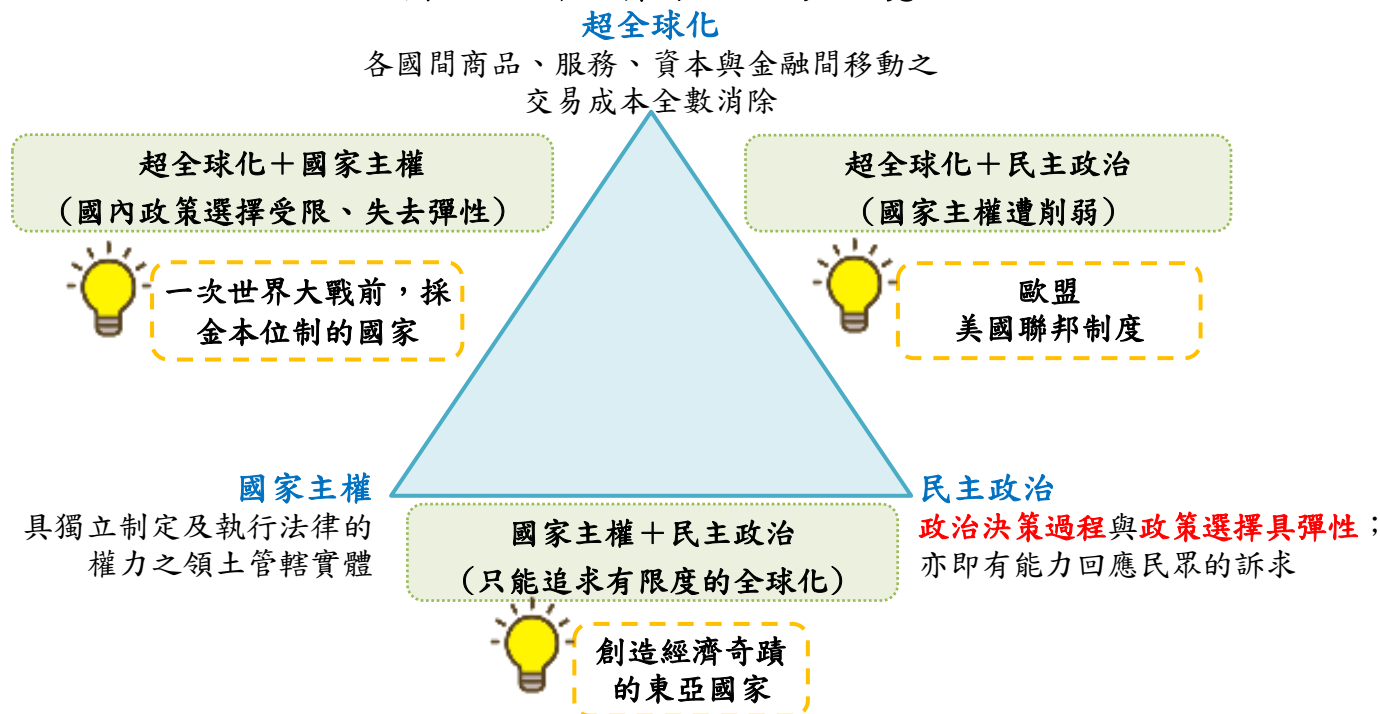 超全球化
各國間商品、服務、資本與金融間移動之
交易成本全數消除
超全球化＋國家主權
（國內政策選擇受限、失去彈性）
超全球化＋民主政治
（國家主權遭削弱）
一次世界大戰前，採
金本位制的國家
歐盟
美國聯邦制度
國家主權
具獨立制定及執行法律的
權力之領土管轄實體
民主政治
政治決策過程與政策選擇具彈性；
亦即有能力回應民眾的訴求
國家主權＋民主政治
（只能追求有限度的全球化）
創造經濟奇蹟
的東亞國家